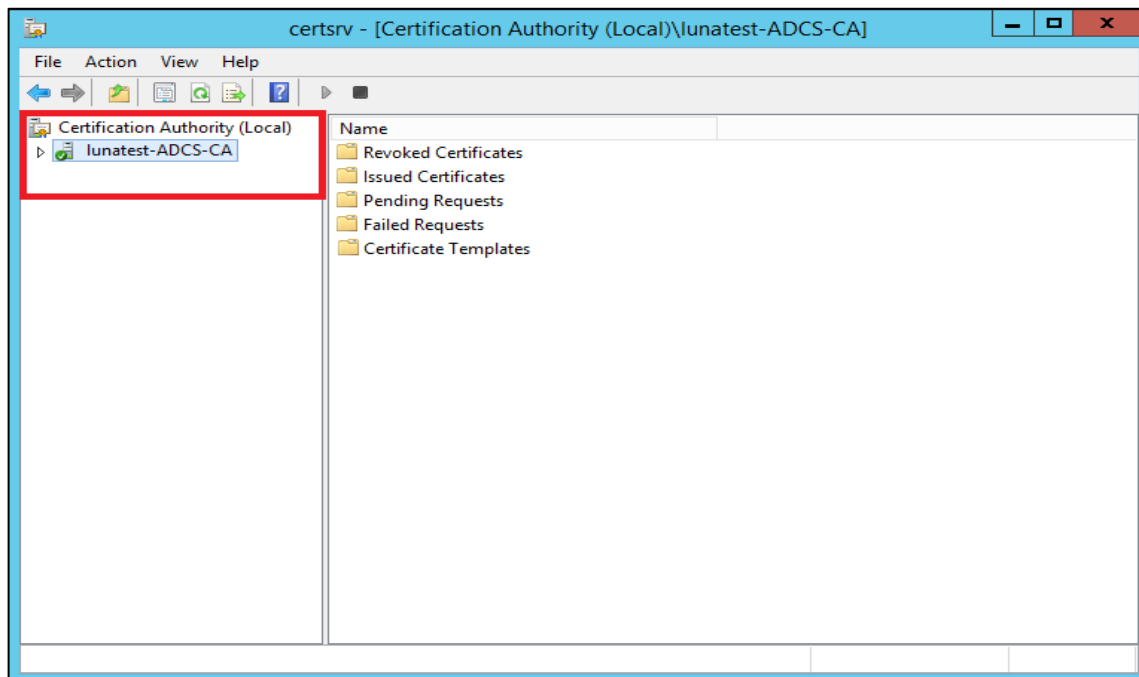 certsrv - [Certification Authority (Local)\lunatest-ADCS-CA]
File Action View Help
Certification Authority (Local)
lunatest-ADCS-CA
Name
Revoked Certificates
Issued Certificates
Pending Requests
Failed Requests
Certificate Templates